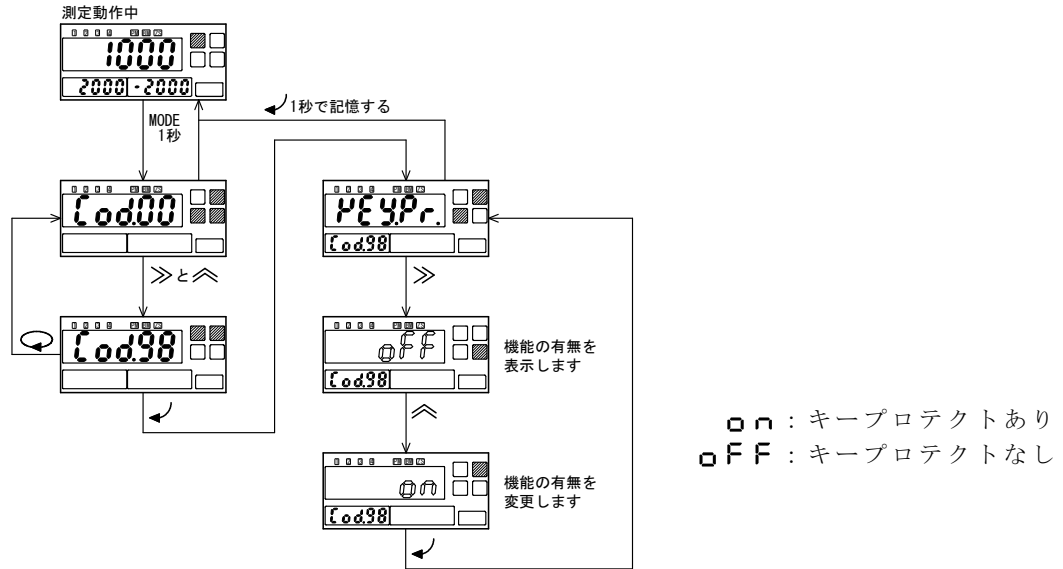 測定動作中
1000
2000 -2000
MODE
1秒
1秒で記憶する
Cod.00
≫と︽
Cod.98
KEY.Pr.
Cod.98
≫
oFF
Cod.98
機能の有無を
表示します
︽
on
Cod.98
機能の有無を
変更します
on：キープロテクトあり
oFF：キープロテクトなし